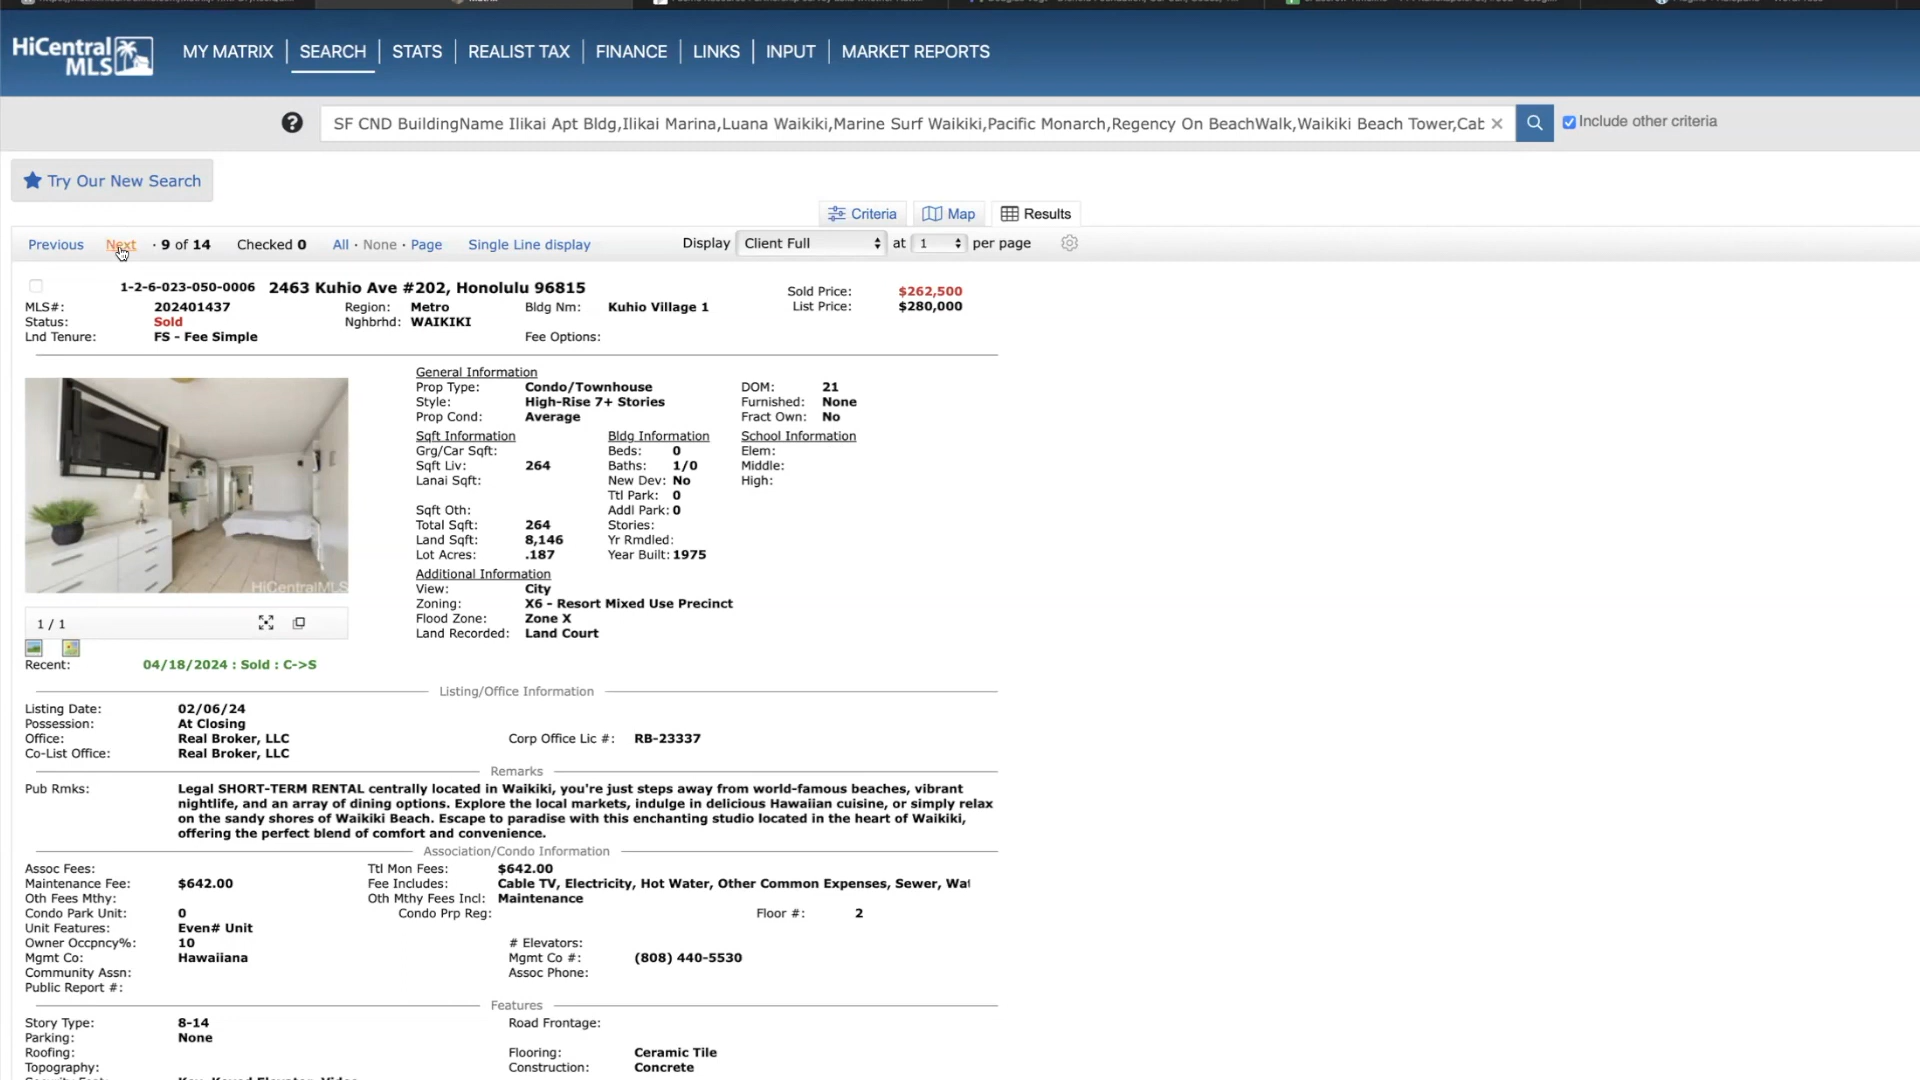 HiCentral MLS
MY MATRIX SEARCH STATS REALIST TAX FINANCE LINKS INPUT MARKET REPORTS
SF CND BuildingName Ilikai Apt Bldg,Ilikai Marina,Luana Waikiki,Marine Surf Waikiki,Pacific Monarch,Regency On BeachWalk,Waikiki Beach Tower,Cab
Include other criteria
Try Our New Search
Criteria Map Results
Previous Next · 9 of 14 Checked 0 All · None · Page Single Line display Display Client Full at 1 per page
1-2-6-023-050-0006 2463 Kuhio Ave #202, Honolulu 96815 Sold Price: $262,500
MLS#: 202401437 Region: Metro Bldg Nm: Kuhio Village 1 List Price: $280,000
Status: Sold Nghbrhd: WAIKIKI
Lnd Tenure: FS - Fee Simple Fee Options:
General Information
Prop Type: Condo/Townhouse DOM: 21
Style: High-Rise 7+ Stories Furnished: None
Prop Cond: Average Fract Own: No
Sqft Information Bldg Information School Information
Grg/Car Sqft: Beds: 0 Elem:
Sqft Liv: 264 Baths: 1/0 Middle:
Lanai Sqft: New Dev: No High:
Ttl Park: 0
Sqft Oth: Addl Park: 0
Total Sqft: 264 Stories:
Land Sqft: 8,146 Yr Rmdled:
Lot Acres: .187 Year Built: 1975
Additional Information
View: City
Zoning: X6 - Resort Mixed Use Precinct
Flood Zone: Zone X
Land Recorded: Land Court
HiCentralMLS
1 / 1
Recent: 04/18/2024 : Sold : C->S
Listing/Office Information
Listing Date: 02/06/24
Possession: At Closing
Office: Real Broker, LLC Corp Office Lic #: RB-23337
Co-List Office: Real Broker, LLC
Remarks
Pub Rmks: Legal SHORT-TERM RENTAL centrally located in Waikiki, you're just steps away from world-famous beaches, vibrant
nightlife, and an array of dining options. Explore the local markets, indulge in delicious Hawaiian cuisine, or simply relax
on the sandy shores of Waikiki Beach. Escape to paradise with this enchanting studio located in the heart of Waikiki,
offering the perfect blend of comfort and convenience.
Association/Condo Information
Assoc Fees: Ttl Mon Fees: $642.00
Maintenance Fee: $642.00 Fee Includes: Cable TV, Electricity, Hot Water, Other Common Expenses, Sewer, Wat
Oth Fees Mthy: Oth Mthy Fees Incl: Maintenance
Condo Park Unit: 0 Condo Prp Reg: Floor #: 2
Unit Features: Even# Unit
Owner Occpncy%: 10 # Elevators:
Mgmt Co: Hawaiiana Mgmt Co #: (808) 440-5530
Community Assn: Assoc Phone:
Public Report #:
Features
Story Type: 8-14 Road Frontage:
Parking: None
Roofing: Flooring: Ceramic Tile
Topography: Construction: Concrete